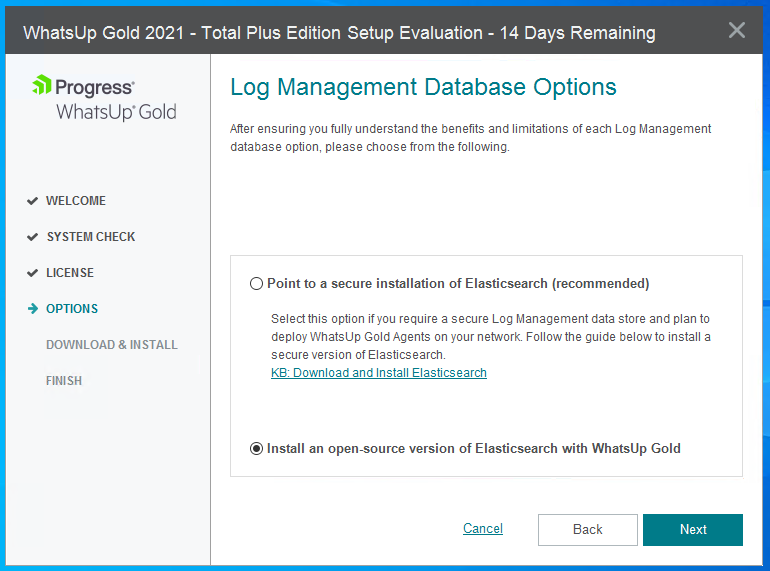 WhatsUp Gold 2021 - Total Plus Edition Setup Evaluation - 14 Days Remaining
Progress®
WhatsUp® Gold
WELCOME
SYSTEM CHECK
LICENSE
OPTIONS
DOWNLOAD & INSTALL
FINISH
Log Management Database Options
After ensuring you fully understand the benefits and limitations of each Log Management
database option, please choose from the following.
Point to a secure installation of Elasticsearch (recommended)
Select this option if you require a secure Log Management data store and plan to
deploy WhatsUp Gold Agents on your network. Follow the guide below to install a
secure version of Elasticsearch.
KB: Download and Install Elasticsearch
Install an open-source version of Elasticsearch with WhatsUp Gold
Cancel
Back
Next